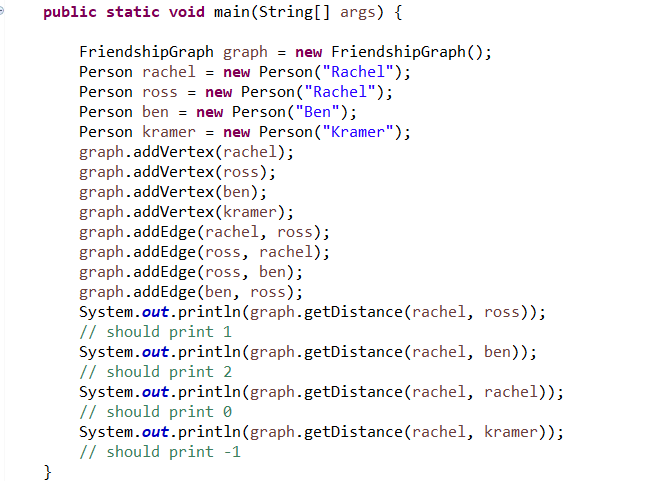 public static void main(String[] args) {
FriendshipGraph graph = new FriendshipGraph();
Person rachel = new Person("Rachel");
Person ross = new Person("Rachel");
Person ben = new Person("Ben");
Person kramer = new Person("Kramer");
graph.addVertex(rachel);
graph.addVertex(ross);
graph.addVertex(ben);
graph.addVertex(kramer);
graph.addEdge(rachel, ross);
graph.addEdge(ross, rachel);
graph.addEdge(ross, ben);
graph.addEdge(ben, ross);
System.out.println(graph.getDistance(rachel, ross));
// should print 1
System.out.println(graph.getDistance(rachel, ben));
// should print 2
System.out.println(graph.getDistance(rachel, rachel));
// should print 0
System.out.println(graph.getDistance(rachel, kramer));
// should print -1
}